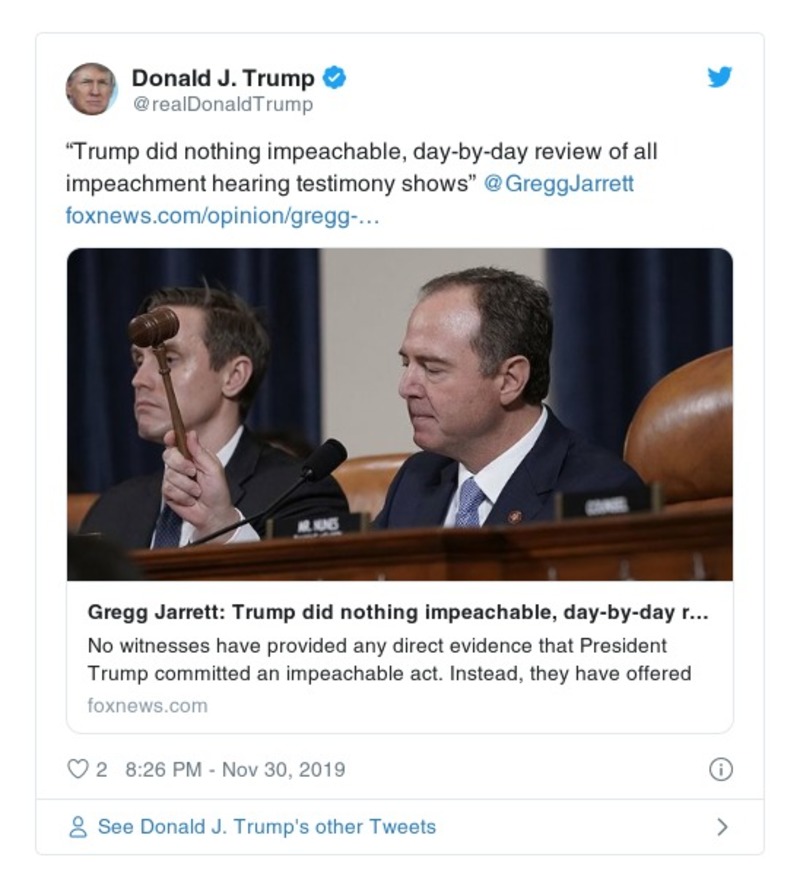 Donald J. Trump
@realDonaldTrump
“Trump did nothing impeachable, day-by-day review of all
impeachment hearing testimony shows” @GreggJarrett
foxnews.com/opinion/gregg-…
MR. NUNES
COUNSEL
Gregg Jarrett: Trump did nothing impeachable, day-by-day r...
No witnesses have provided any direct evidence that President
Trump committed an impeachable act. Instead, they have offered
foxnews.com
2 8:26 PM - Nov 30, 2019
See Donald J. Trump's other Tweets